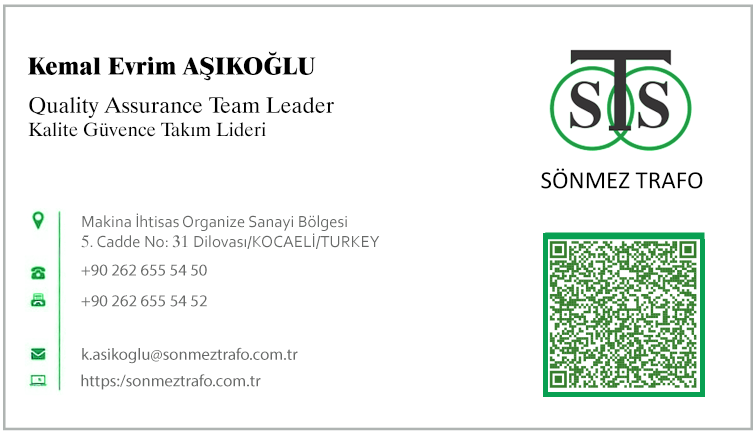 Kemal Evrim AŞIKOĞLU
Quality Assurance Team Leader
Kalite Güvence Takım Lideri
Makina İhtisas Organize Sanayi Bölgesi
5. Cadde No: 31 Dilovası/KOCAELİ/TURKEY
+90 262 655 54 50
+90 262 655 54 52
k.asikoglu@sonmeztrafo.com.tr
https:/sonmeztrafo.com.tr
STS
SÖNMEZ TRAFO